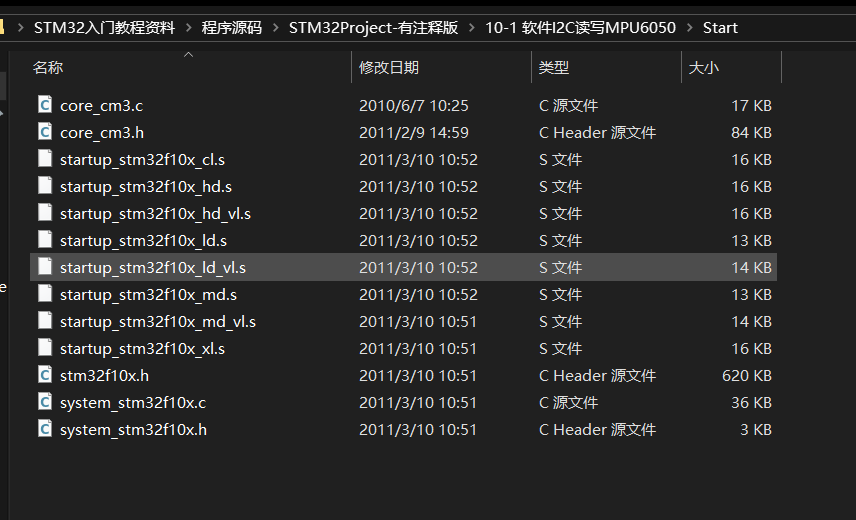 STM32入门教程资料 > 程序源码 > STM32Project-有注释版 > 10-1 软件I2C读写MPU6050 > Start
名称 修改日期 类型 大小
core_cm3.c 2010/6/7 10:25 C 源文件 17 KB
core_cm3.h 2011/2/9 14:59 C Header 源文件 84 KB
startup_stm32f10x_cl.s 2011/3/10 10:52 S 文件 16 KB
startup_stm32f10x_hd.s 2011/3/10 10:52 S 文件 16 KB
startup_stm32f10x_hd_vl.s 2011/3/10 10:52 S 文件 16 KB
startup_stm32f10x_ld.s 2011/3/10 10:52 S 文件 13 KB
startup_stm32f10x_ld_vl.s 2011/3/10 10:52 S 文件 14 KB
startup_stm32f10x_md.s 2011/3/10 10:52 S 文件 13 KB
startup_stm32f10x_md_vl.s 2011/3/10 10:51 S 文件 14 KB
startup_stm32f10x_xl.s 2011/3/10 10:51 S 文件 16 KB
stm32f10x.h 2011/3/10 10:51 C Header 源文件 620 KB
system_stm32f10x.c 2011/3/10 10:51 C 源文件 36 KB
system_stm32f10x.h 2011/3/10 10:51 C Header 源文件 3 KB